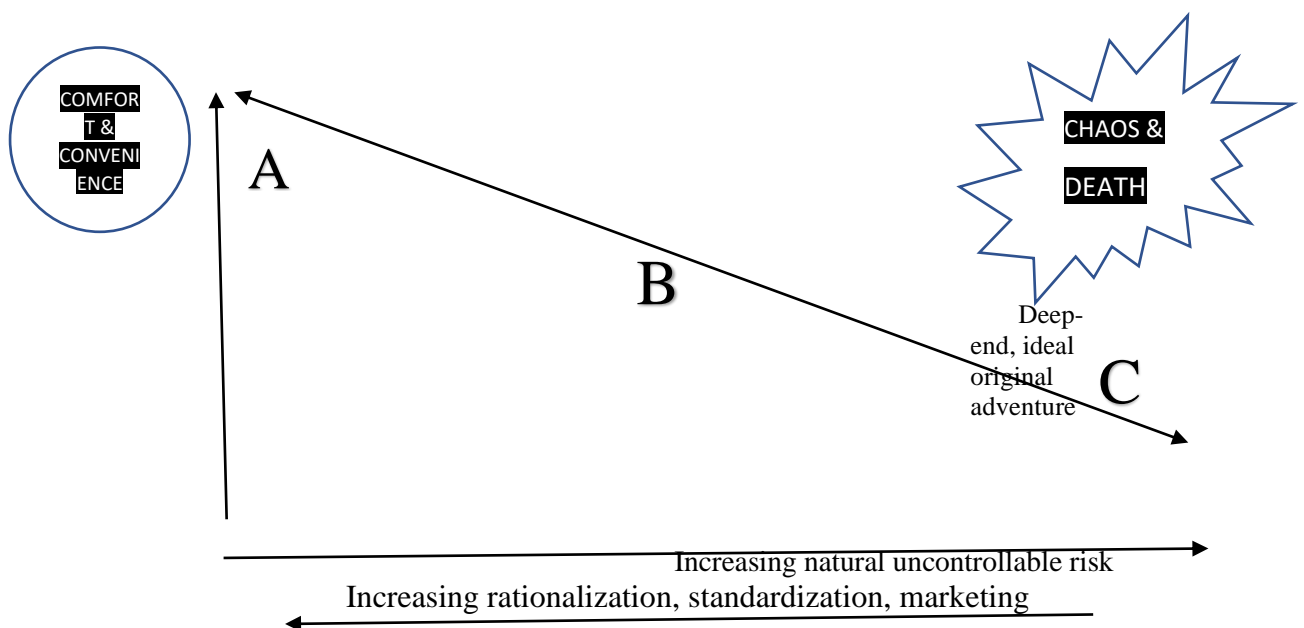 COMFOR
T &
CONVENI
ENCE
A
B
CHAOS &
DEATH
Deep-
end, ideal
original
adventure
C
Increasing natural uncontrollable risk
Increasing rationalization, standardization, marketing